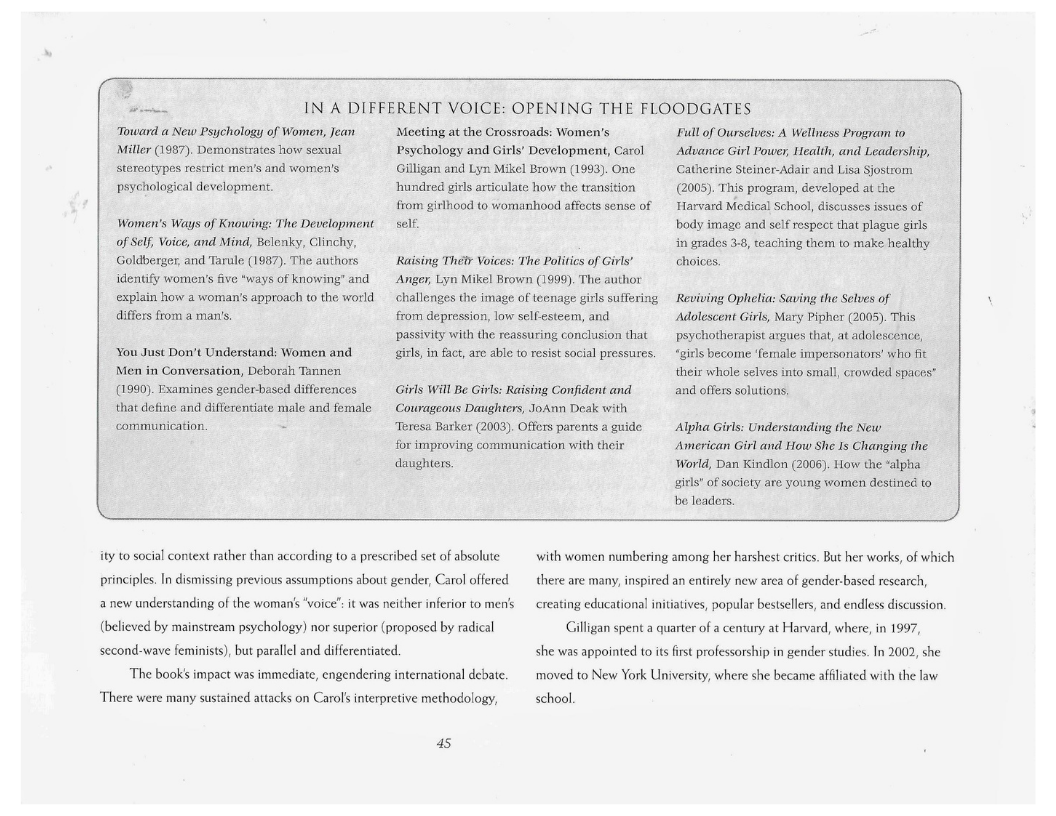 IN A DIFFERENT VOICE: OPENING THE FLOODGATES
Toward a New Psychology of Women, Jean
Miller (1987). Demonstrates how sexual
stereotypes restrict men's and women's
psychological development.
Women's Ways of Knowing: The Development
of Self, Voice, and Mind, Belenky, Clinchy,
Goldberger, and Tarule (1987). The authors
identify women's five "ways of knowing" and
explain how a woman's approach to the world
differs from a man's.
You Just Don't Understand: Women and
Men in Conversation, Deborah Tannen
(1990). Examines gender-based differences
that define and differentiate male and female
communication.
Meeting at the Crossroads: Women's
Psychology and Girls' Development, Carol
Gilligan and Lyn Mikel Brown (1993). One
hundred girls articulate how the transition
from girlhood to womanhood affects sense of
self.
Raising Their Voices: The Politics of Girls'
Anger, Lyn Mikel Brown (1999). The author
challenges the image of teenage girls suffering
from depression, low self-esteem, and
passivity with the reassuring conclusion that
girls, in fact, are able to resist social pressures.
Girls Will Be Girls: Raising Confident and
Courageous Daughters, JoAnn Deak with
Teresa Barker (2003). Offers parents a guide
for improving communication with their
daughters.
Full of Ourselves: A Wellness Program to
Advance Girl Power, Health, and Leadership,
Catherine Steiner-Adair and Lisa Sjostrom
(2005). This program, developed at the
Harvard Medical School, discusses issues of
body image and self respect that plague girls
in grades 3-8, teaching them to make healthy
choices.
Reviving Ophelia: Saving the Selves of
Adolescent Girls, Mary Pipher (2005). This
psychotherapist argues that, at adolescence,
"girls become 'female impersonators' who fit
their whole selves into small, crowded spaces"
and offers solutions.
Alpha Girls: Understanding the New
American Girl and How She Is Changing the
World, Dan Kindlon (2006). How the "alpha
girls" of society are young women destined to
be leaders.
ity to social context rather than according to a prescribed set of absolute
principles. In dismissing previous assumptions about gender, Carol offered
a new understanding of the woman's "voice": it was neither inferior to men's
(believed by mainstream psychology) nor superior (proposed by radical
second-wave feminists), but parallel and differentiated.
The book's impact was immediate, engendering international debate.
There were many sustained attacks on Carol's interpretive methodology,
with women numbering among her harshest critics. But her works, of which
there are many, inspired an entirely new area of gender-based research,
creating educational initiatives, popular bestsellers, and endless discussion.
Gilligan spent a quarter of a century at Harvard, where, in 1997,
she was appointed to its first professorship in gender studies. In 2002, she
moved to New York University, where she became affiliated with the law
school.
45